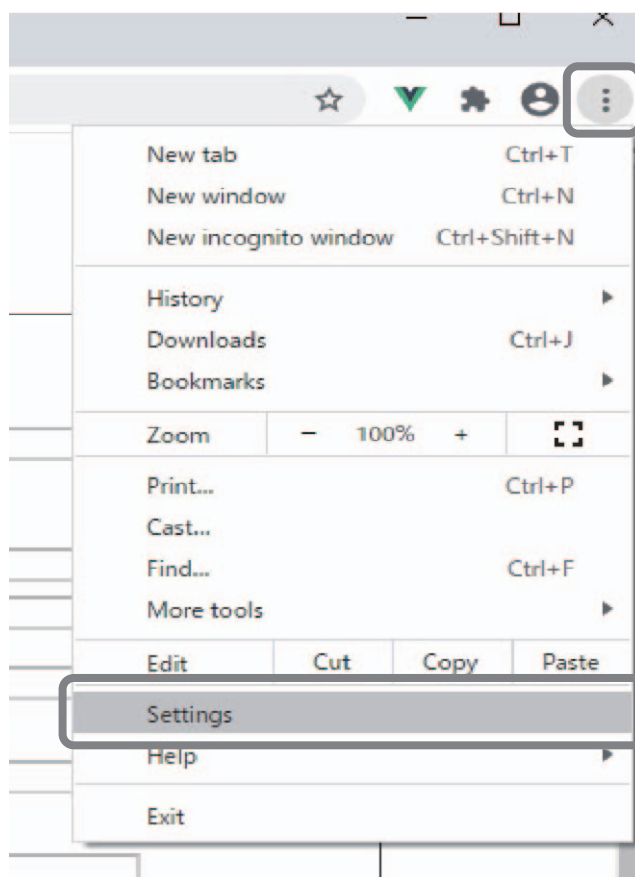 New tab Ctrl+T
New window Ctrl+N
New incognito window Ctrl+Shift+N
History
Downloads Ctrl+J
Bookmarks
Zoom − 100% +
Print... Ctrl+P
Cast...
Find... Ctrl+F
More tools
Edit Cut Copy Paste
Settings
Help
Exit